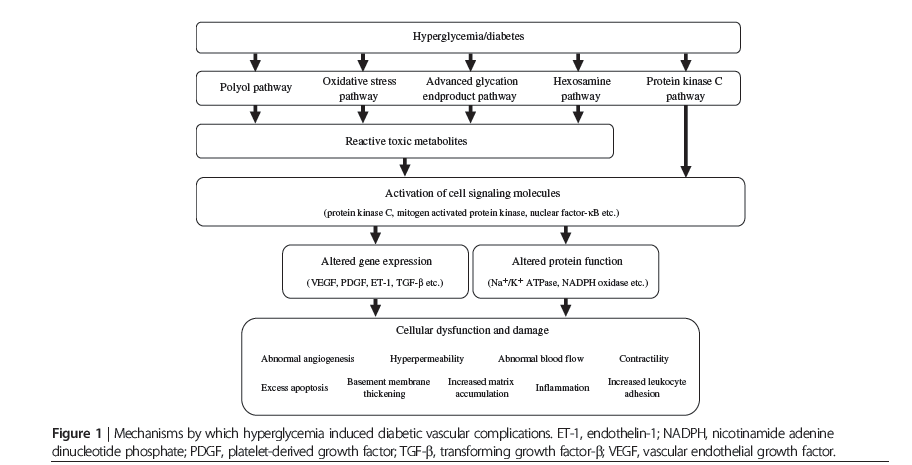 Hyperglycemia/diabetes
Polyol pathway
Oxidative stress
pathway
Advanced glycation
endproduct pathway
Hexosamine
pathway
Protein kinase C
pathway
Reactive toxic metabolites
Activation of cell signaling molecules
(protein kinase C, mitogen activated protein kinase, nuclear factor-κB etc.)
Altered gene expression
(VEGF, PDGF, ET-1, TGF-β etc.)
Altered protein function
(Na+/K+ ATPase, NADPH oxidase etc.)
Cellular dysfunction and damage
Abnormal angiogenesis
Hyperpermeability
Abnormal blood flow
Contractility
Excess apoptosis
Basement membrane
thickening
Increased matrix
accumulation
Inflammation
Increased leukocyte
adhesion
Figure 1 | Mechanisms by which hyperglycemia induced diabetic vascular complications. ET-1, endothelin-1; NADPH, nicotinamide adenine
dinucleotide phosphate; PDGF, platelet-derived growth factor; TGF-β, transforming growth factor-β; VEGF, vascular endothelial growth factor.